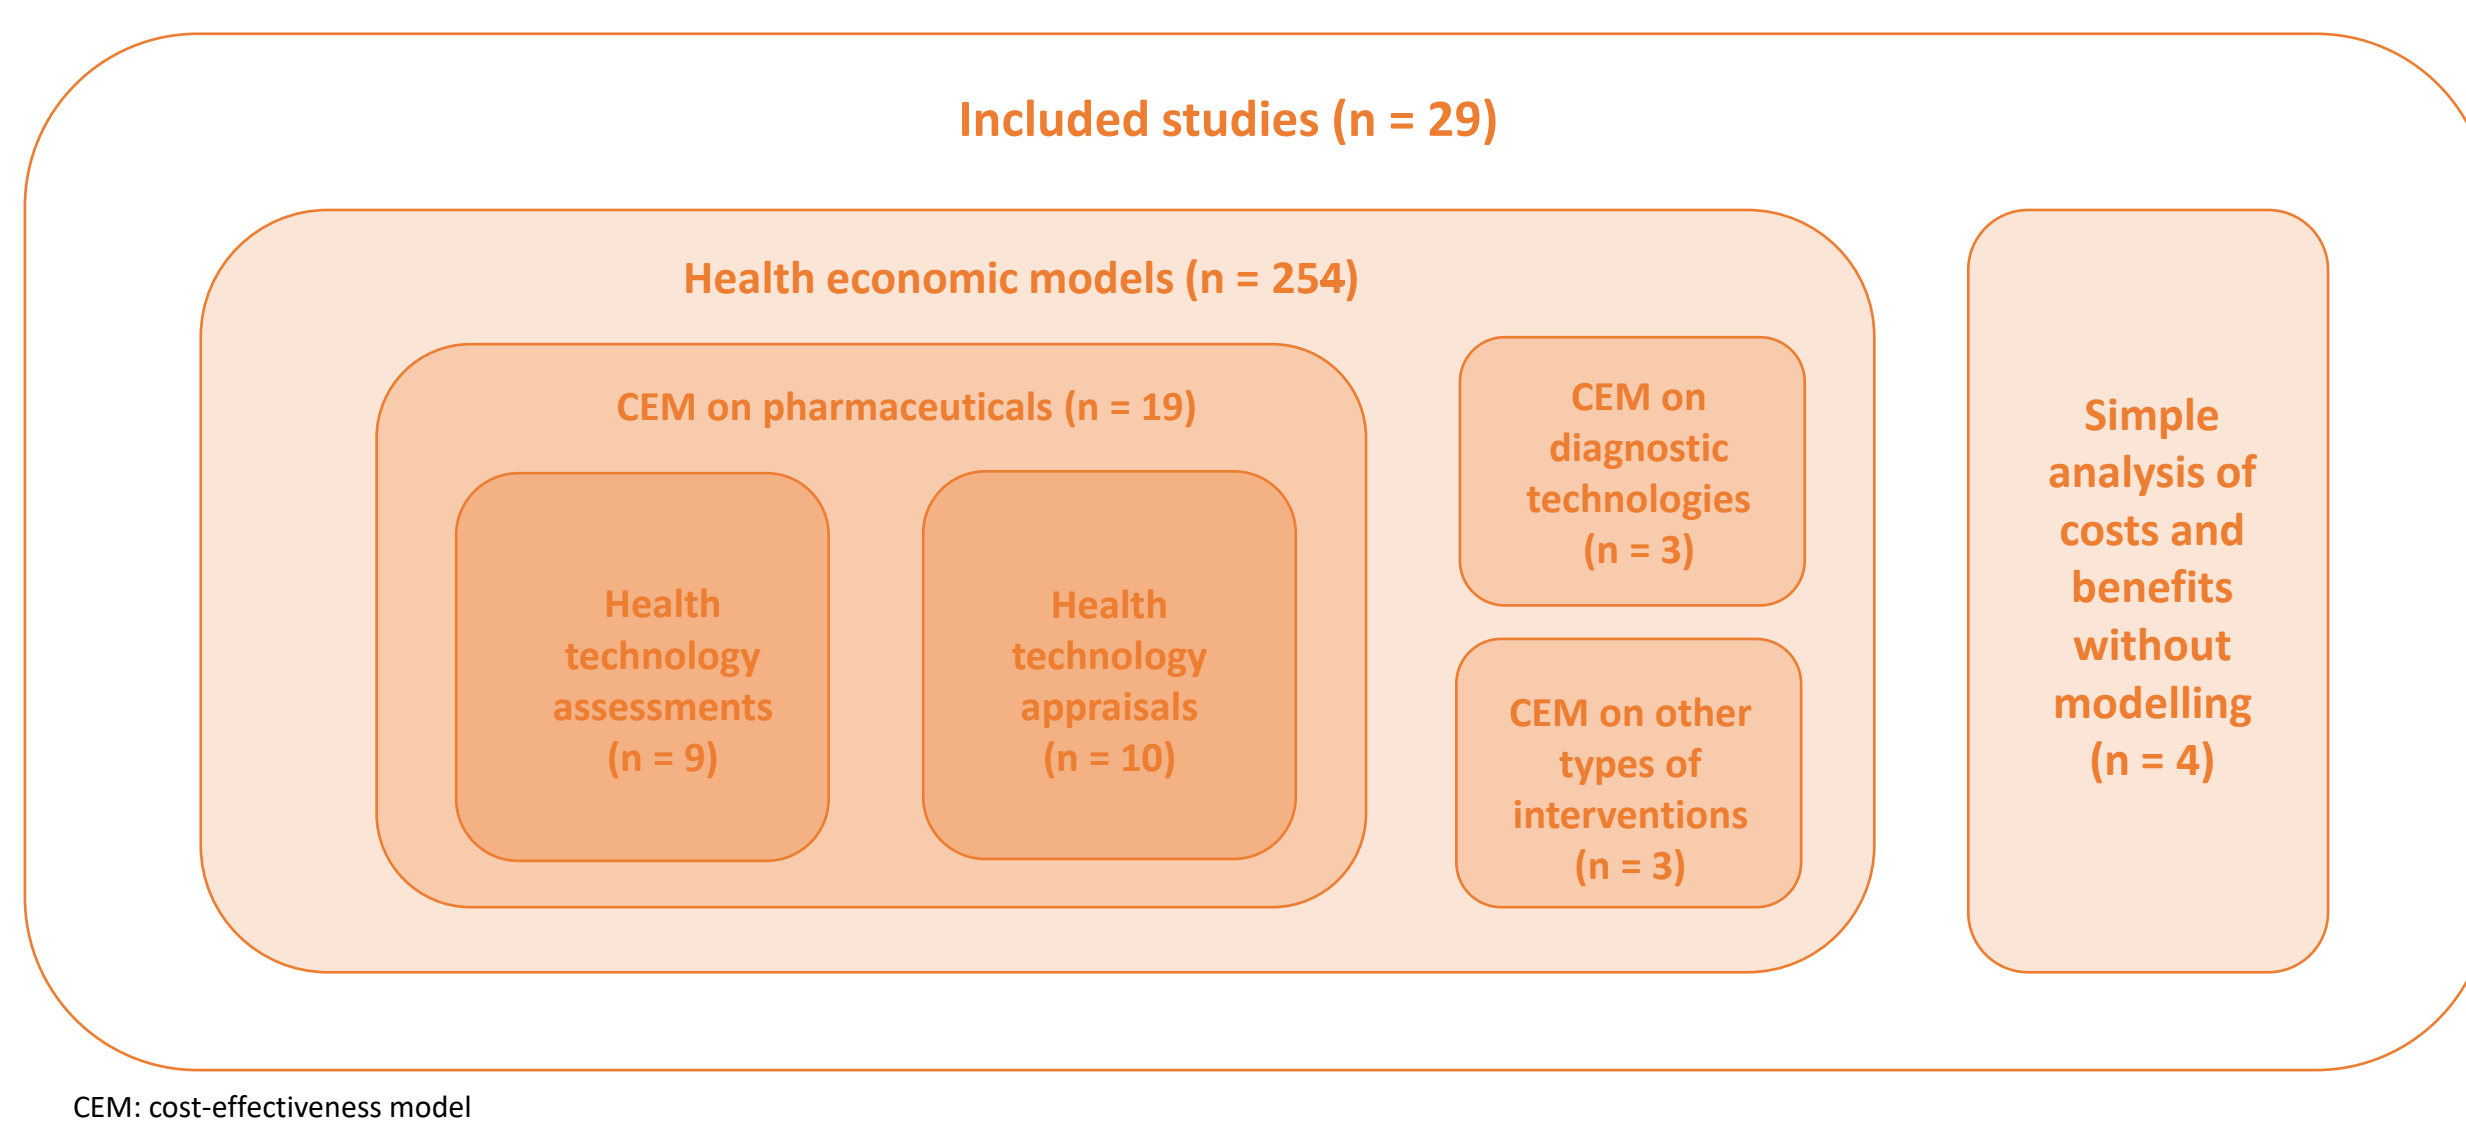 Included studies (n = 29)
Health economic models (n = 254)
CEM on pharmaceuticals (n = 19)
Health
technology
assessments
(n = 9)
Health
technology
appraisals
(n = 10)
CEM on
diagnostic
technologies
(n = 3)
CEM on other
types of
interventions
(n = 3)
Simple
analysis of
costs and
benefits
without
modelling
(n = 4)
CEM: cost-effectiveness model